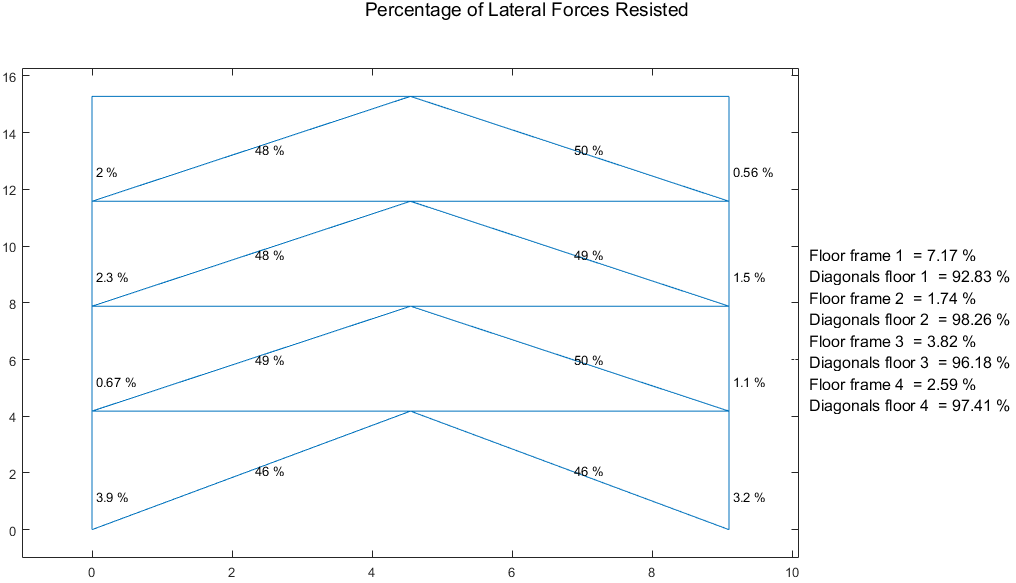 Percentage of Lateral Forces Resisted
16
14
12
10
8
6
4
2
0
0 2 4 6 8 10
48 % 50 %
2 % 0.56 %
48 % 49 %
2.3 % 1.5 %
49 % 50 %
0.67 % 1.1 %
46 % 46 %
3.9 % 3.2 %
Floor frame 1 = 7.17 %
Diagonals floor 1 = 92.83 %
Floor frame 2 = 1.74 %
Diagonals floor 2 = 98.26 %
Floor frame 3 = 3.82 %
Diagonals floor 3 = 96.18 %
Floor frame 4 = 2.59 %
Diagonals floor 4 = 97.41 %